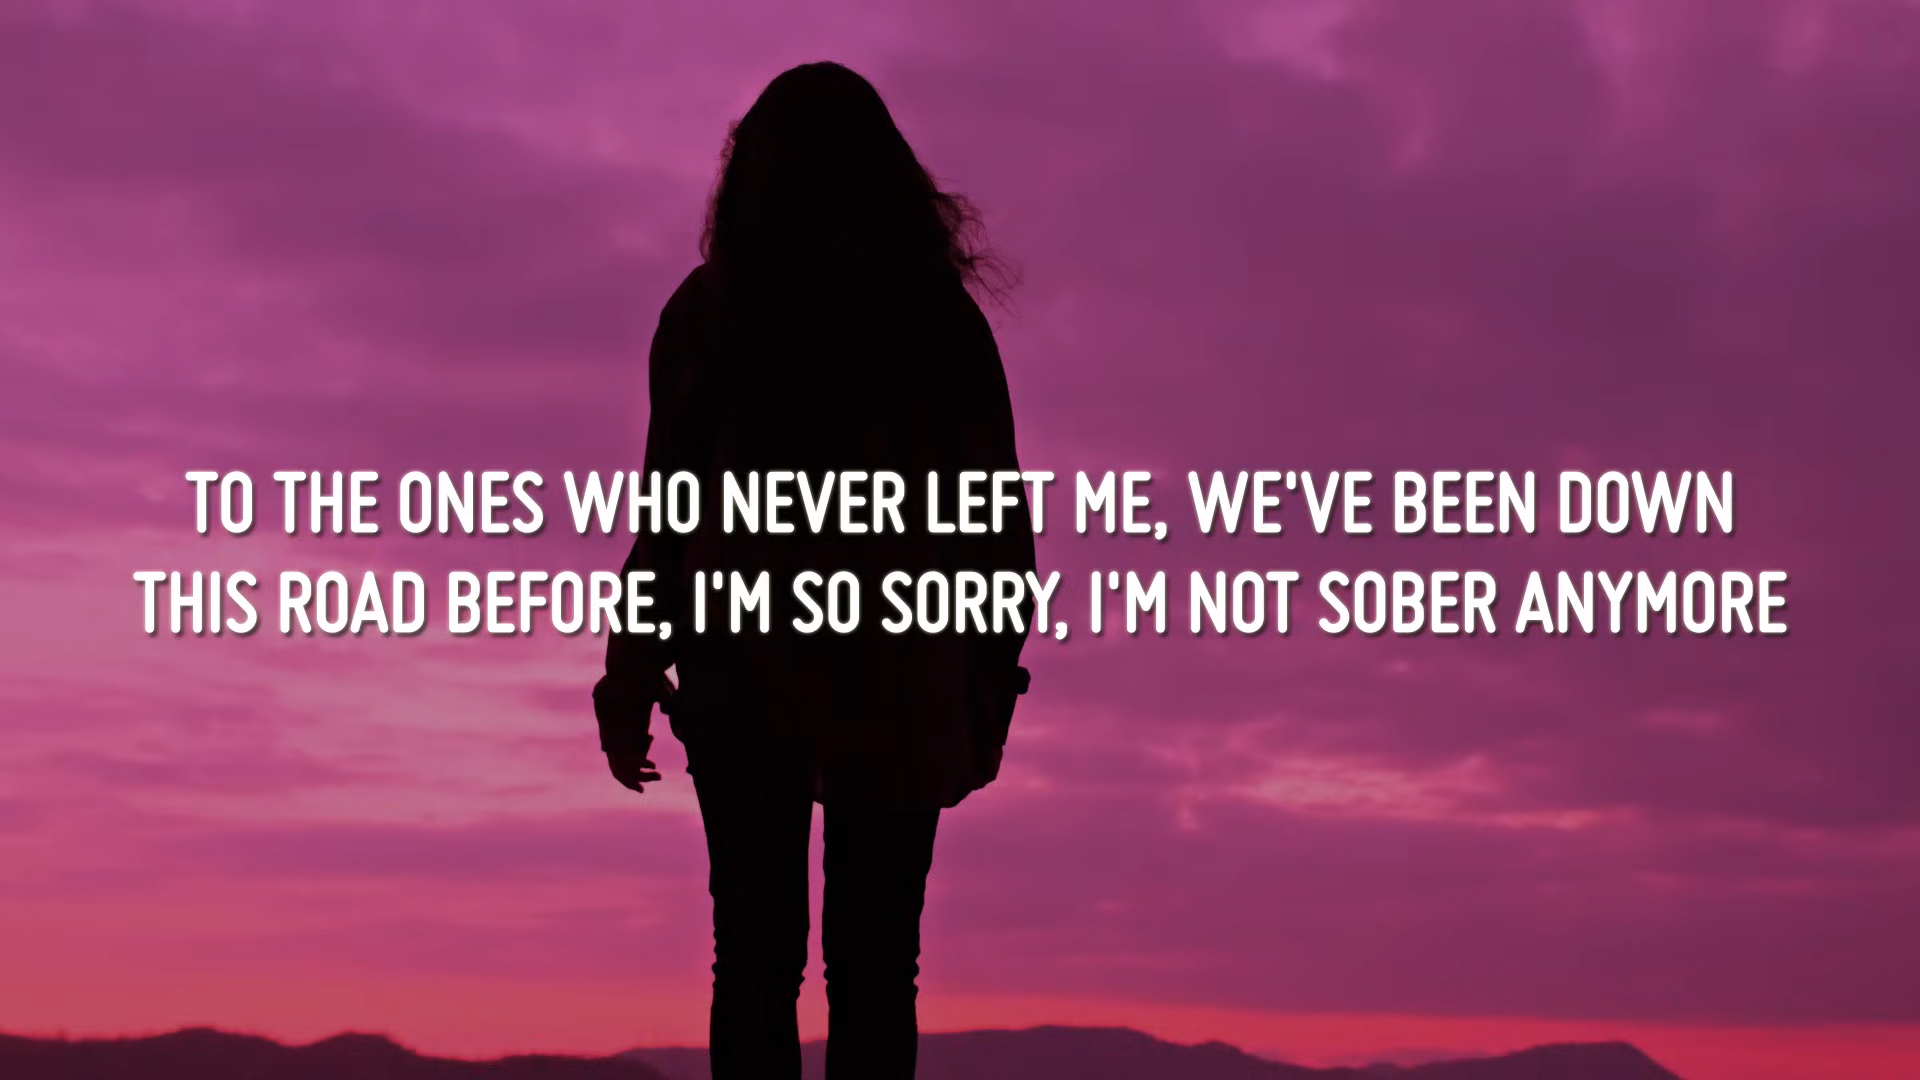 TO THE ONES WHO NEVER LEFT ME, WE'VE BEEN DOWN
THIS ROAD BEFORE, I'M SO SORRY, I'M NOT SOBER ANYMORE